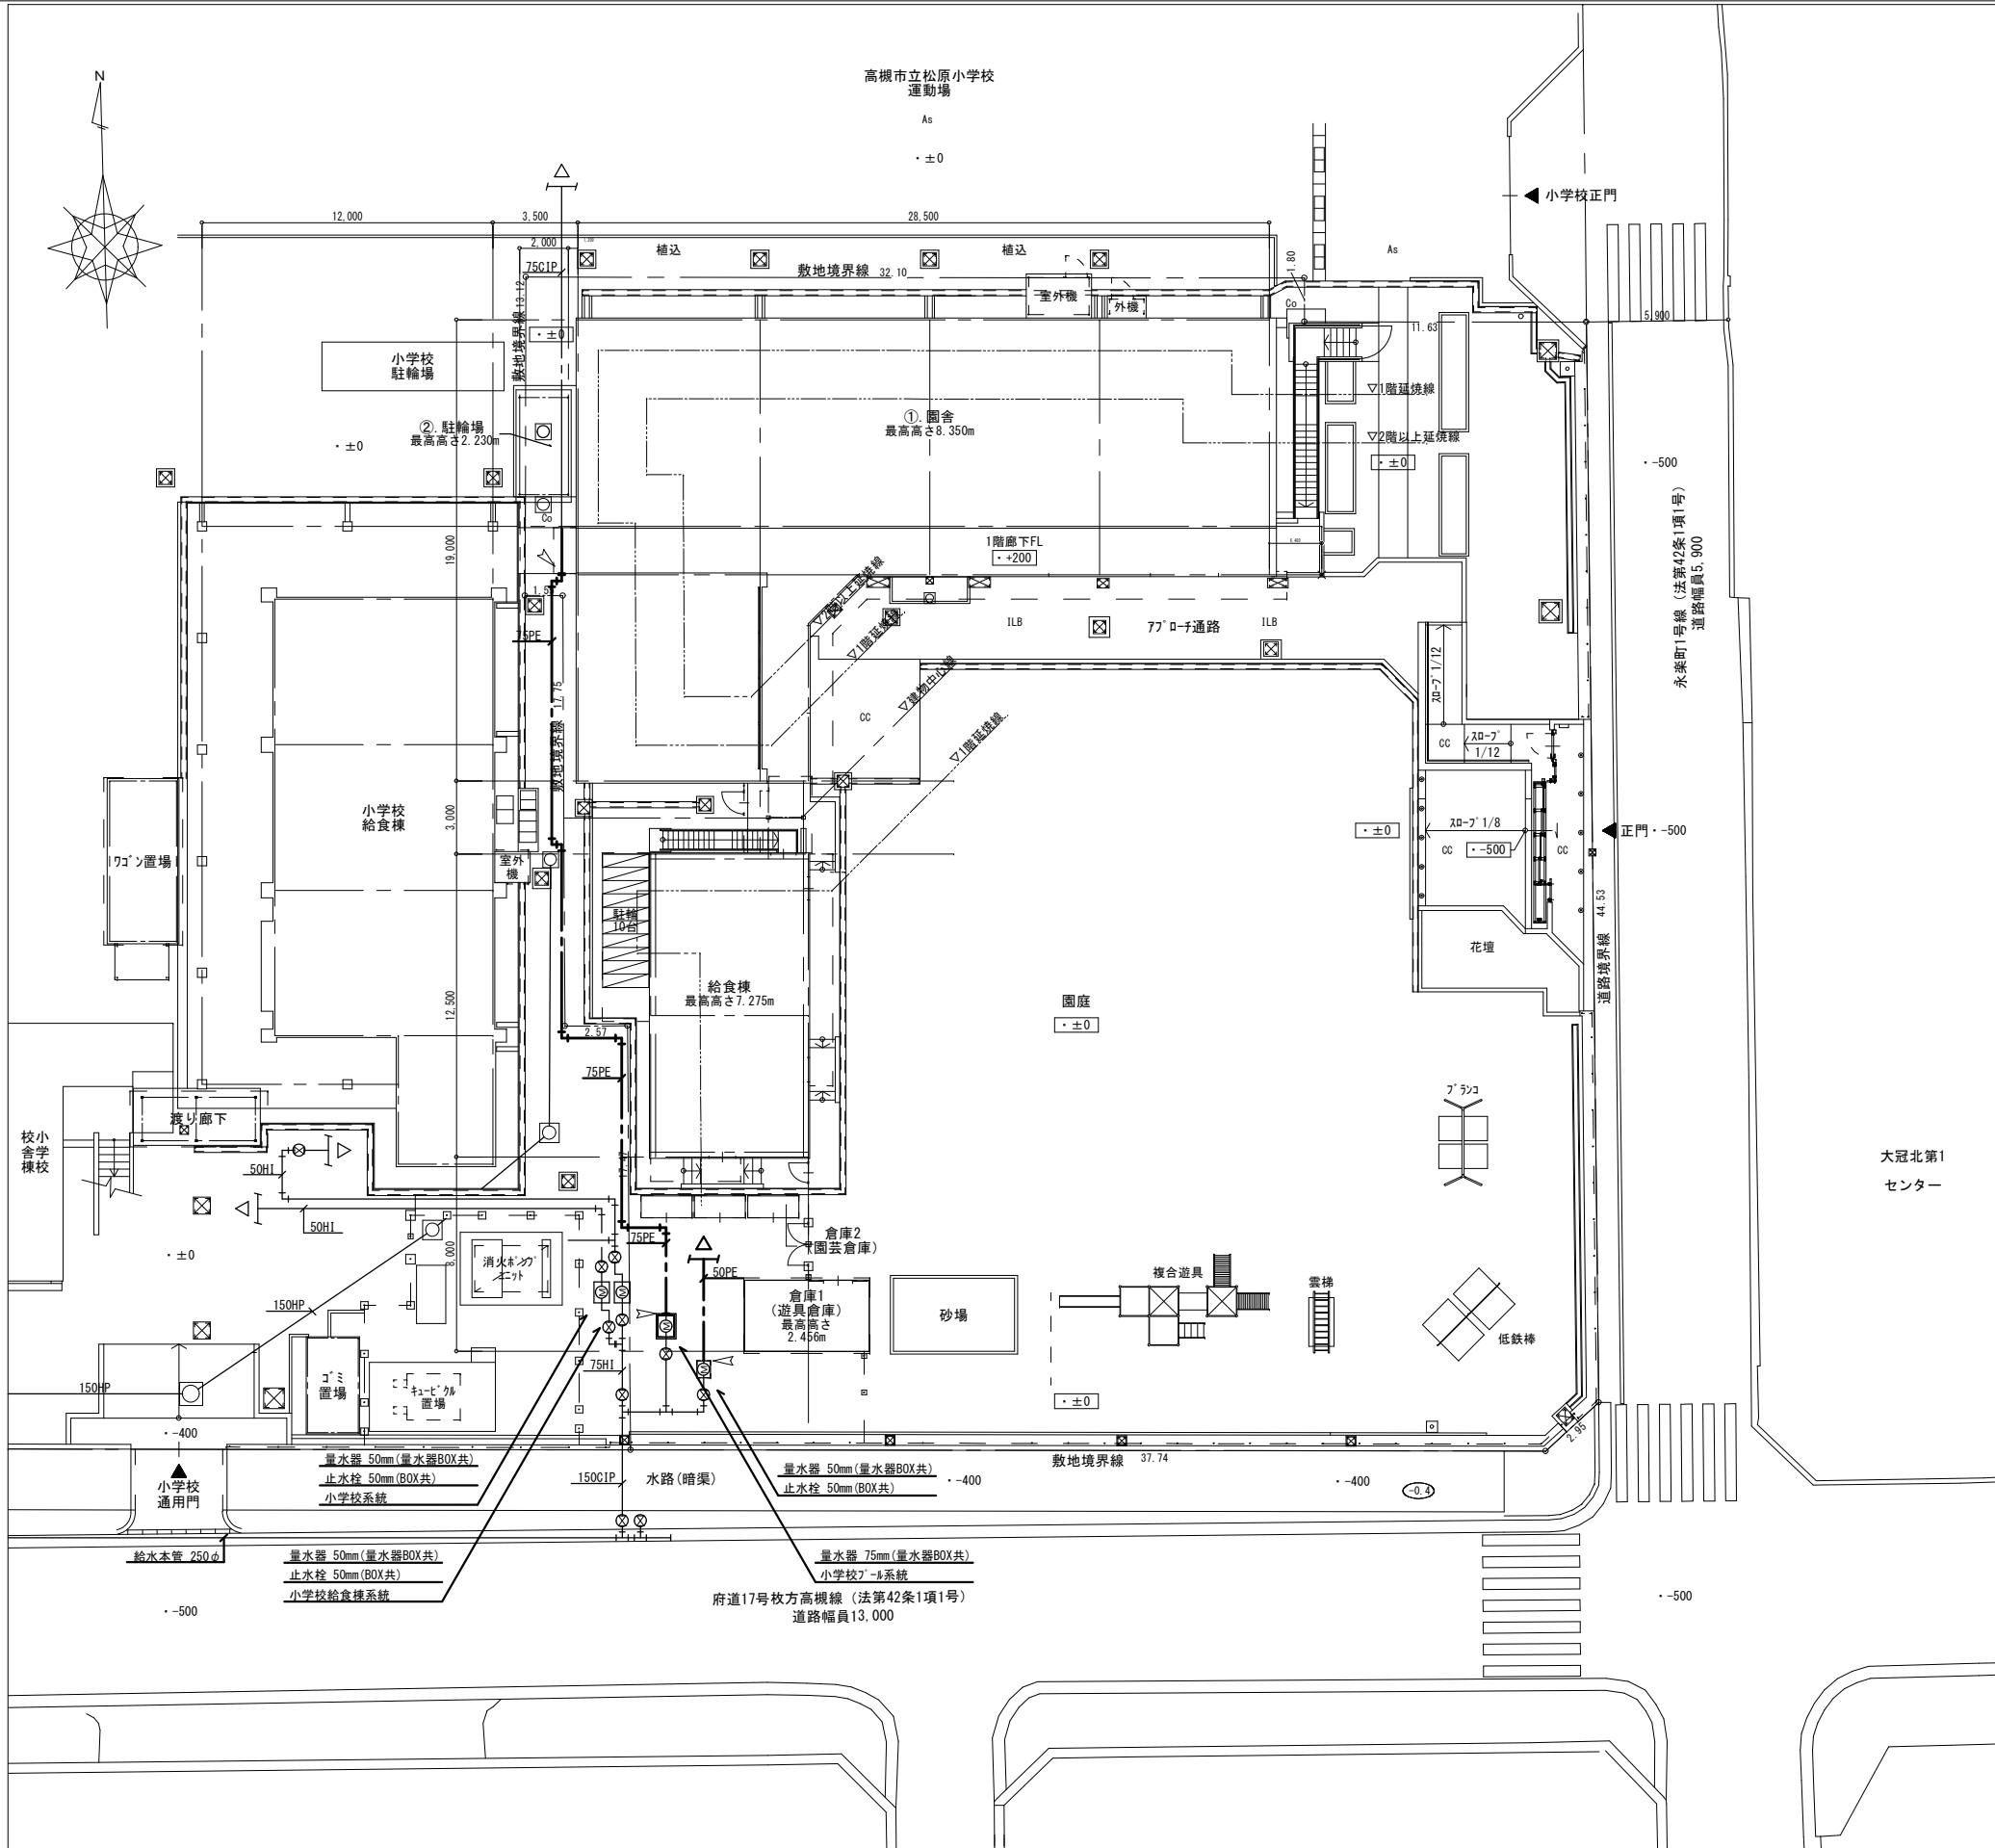 N
高槻市立松原小学校
運動場
As
・±0
小学校正門
12,000
3,500
28,500
2,000
植込
植込
As
75CIP
敷地境界線 32.10
1.80
敷地境界線 13.12
室外機
外機
Co
・±0
11.63
5,900
小学校
駐輪場
▽1階延焼線
①.園舎
最高高さ8.350m
②.駐輪場
最高高さ2.230m
・±0
▽2階以上延焼線
・±0
・-500
Co
永楽町1号線（法第42条1項1号）
道路幅員5,900
19,000
1階廊下FL
・+200
▽1階延焼線
75PE
ILB
アプローチ通路
ILB
スロープ 1/12
▽建物中心線
敷地境界線 17.75
CC
▽1階延焼線
CC
スロープ
1/12
小学校
給食棟
3,000
ワゴン置場
室外
機
・±0
スロープ 1/8
CC
・-500
CC
正門・-500
駐輪
10台
道路境界線 44.53
花壇
給食棟
最高高さ7.275m
園庭
・±0
12,500
2.57
75PE
ブランコ
渡り廊下
小学校
校舎棟
50HI
大冠北第1
センター
50HI
・±0
8,000
消火ポンプ
ユニット
75PE
倉庫2
(園芸倉庫)
50PE
倉庫1
(遊具倉庫)
最高高さ
2.456m
砂場
複合遊具
雲梯
低鉄棒
150HP
75HI
150HP
ゴミ
置場
キュービクル
置場
・±0
・-400
2.95
敷地境界線 37.74
小学校
通用門
量水器 50mm(量水器BOX共)
止水栓 50mm(BOX共)
小学校系統
150CIP
水路(暗渠)
量水器 50mm(量水器BOX共)
止水栓 50mm(BOX共)
・-400
・-400
-0.4
給水本管 250φ
量水器 50mm(量水器BOX共)
止水栓 50mm(BOX共)
小学校給食棟系統
量水器 75mm(量水器BOX共)
小学校プール系統
・-500
府道17号枚方高槻線（法第42条1項1号）
道路幅員13,000
・-500